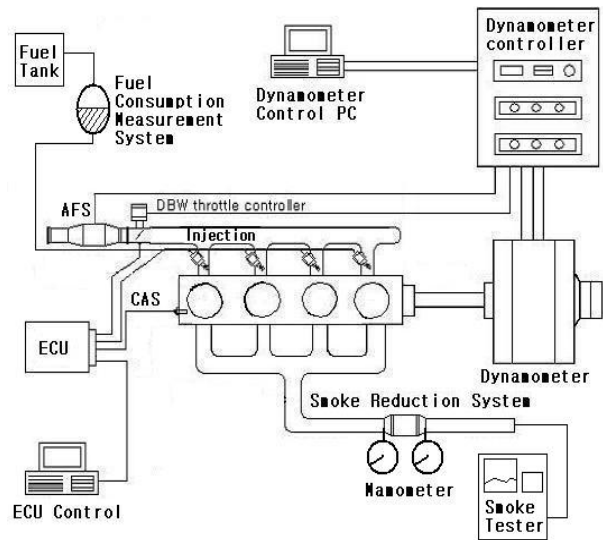 Fuel
Tank
Fuel
Consumption
Measurement
System
Dynamometer
Control PC
Dynamometer
controller
AFS
DBW throttle controller
Injection
CAS
ECU
Dynamometer
Smoke Reduction System
Manometer
ECU Control
Smoke
Tester